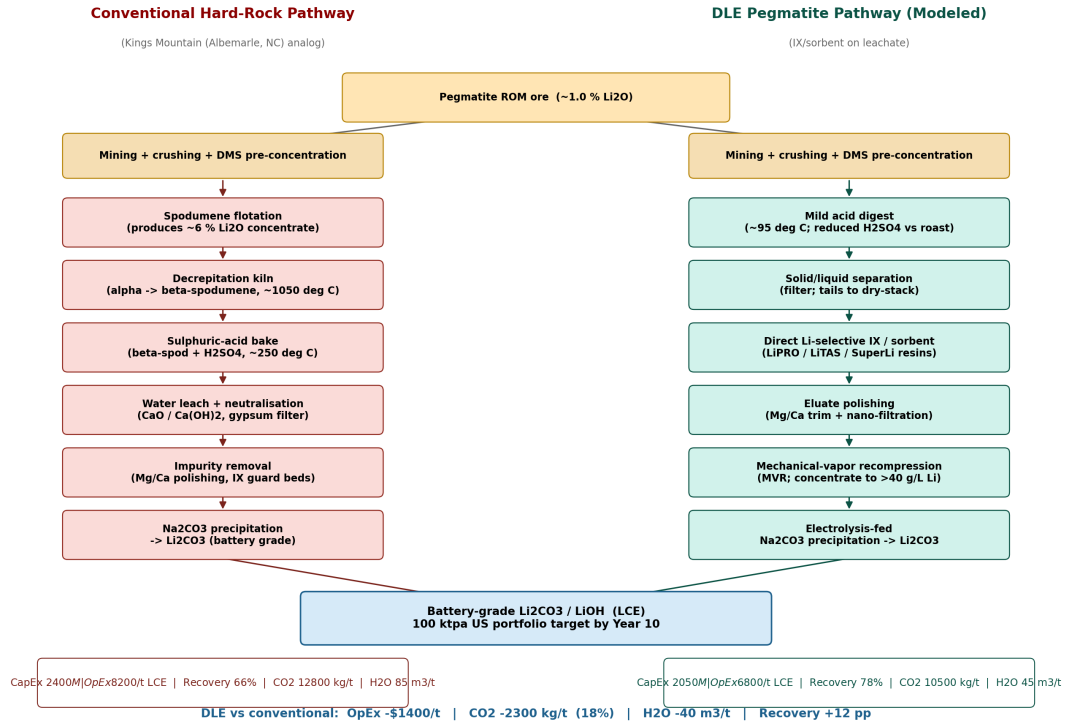 Conventional Hard-Rock Pathway
(Kings Mountain (Albemarle, NC) analog)
DLE Pegmatite Pathway (Modeled)
(IX/sorbent on leachate)
Pegmatite ROM ore  (~1.0 % Li2O)
Mining + crushing + DMS pre-concentration
Spodumene flotation
(produces ~6 % Li2O concentrate)
Decrepitation kiln
(alpha -> beta-spodumene, ~1050 deg C)
Sulphuric-acid bake
(beta-spod + H2SO4, ~250 deg C)
Water leach + neutralisation
(CaO / Ca(OH)2, gypsum filter)
Impurity removal
(Mg/Ca polishing, IX guard beds)
Na2CO3 precipitation
-> Li2CO3 (battery grade)
Mining + crushing + DMS pre-concentration
Mild acid digest
(~95 deg C; reduced H2SO4 vs roast)
Solid/liquid separation
(filter; tails to dry-stack)
Direct Li-selective IX / sorbent
(LiPRO / LiTAS / SuperLi resins)
Eluate polishing
(Mg/Ca trim + nano-filtration)
Mechanical-vapor recompression
(MVR; concentrate to >40 g/L Li)
Electrolysis-fed
Na2CO3 precipitation -> Li2CO3
Battery-grade Li2CO3 / LiOH  (LCE)
100 ktpa US portfolio target by Year 10
CapEx 2400M|OpEx8200/t LCE  |  Recovery 66%  |  CO2 12800 kg/t  |  H2O 85 m3/t
CapEx 2050M|OpEx6800/t LCE  |  Recovery 78%  |  CO2 10500 kg/t  |  H2O 45 m3/t
DLE vs conventional:  OpEx -$1400/t   |   CO2 -2300 kg/t  (18%)   |   H2O -40 m3/t   |   Recovery +12 pp